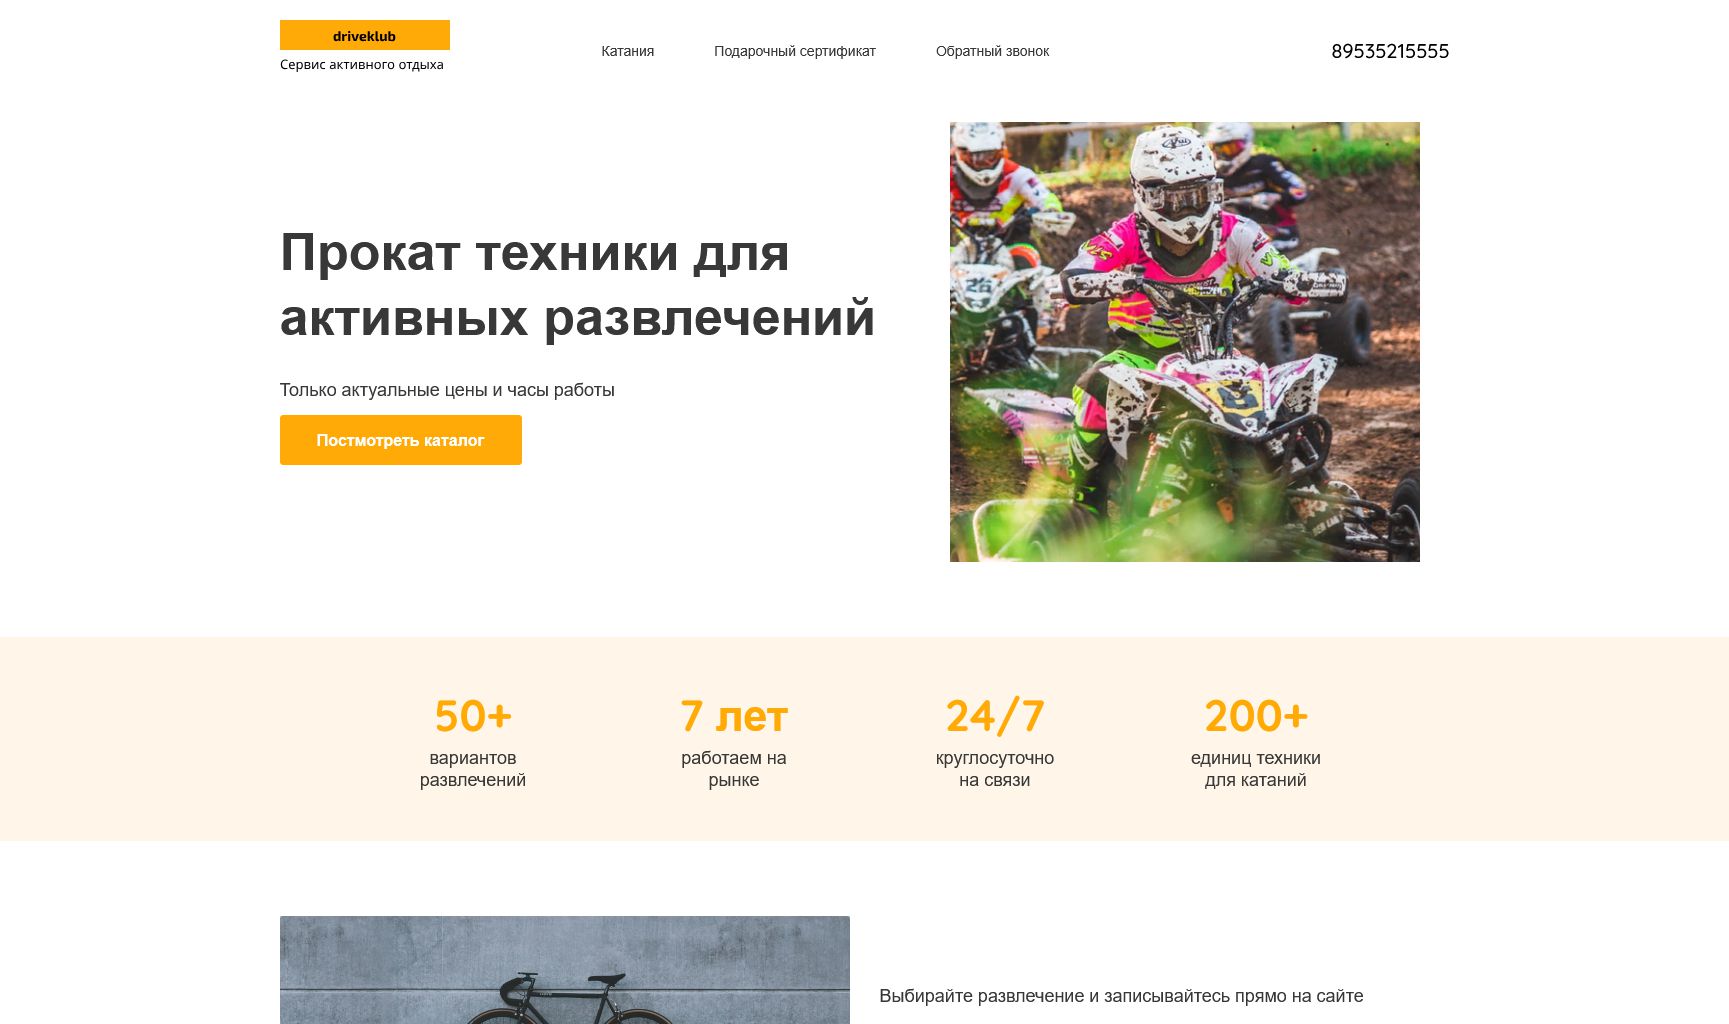 driveklub
Сервис активного отдыха
Катания
Подарочный сертификат
Обратный звонок
89535215555
Прокат техники для
активных развлечений
Только актуальные цены и часы работы
Постмотреть каталог
50+
вариантов
развлечений
7 лет
работаем на
рынке
24/7
круглосуточно
на связи
200+
единиц техники
для катаний
Выбирайте развлечение и записывайтесь прямо на сайте